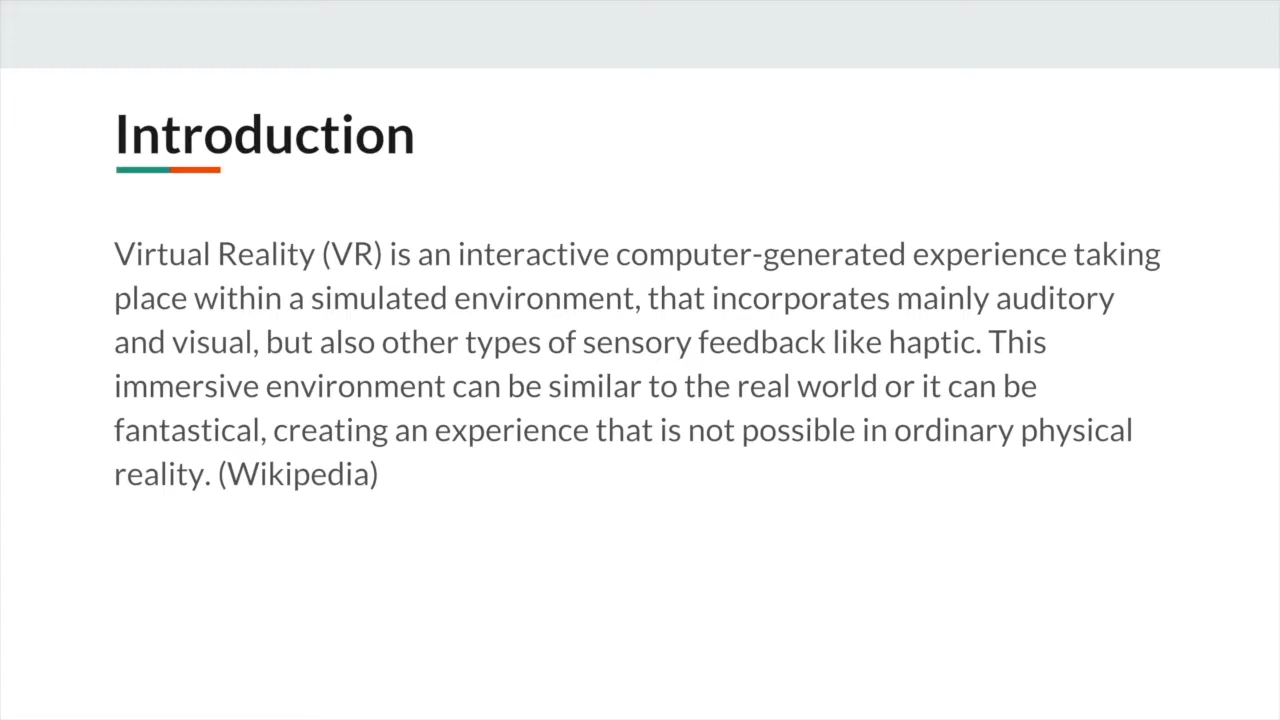 Introduction
Virtual Reality (VR) is an interactive computer-generated experience taking
place within a simulated environment, that incorporates mainly auditory
and visual, but also other types of sensory feedback like haptic. This
immersive environment can be similar to the real world or it can be
fantastical, creating an experience that is not possible in ordinary physical
reality. (Wikipedia)